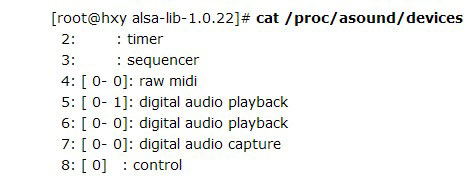 [root@hxy alsa-lib-1.0.22]# cat /proc/asound/devices
2:        : timer
3:        : sequencer
4: [ 0- 0]: raw midi
5: [ 0- 1]: digital audio playback
6: [ 0- 0]: digital audio playback
7: [ 0- 0]: digital audio capture
8: [ 0]   : control